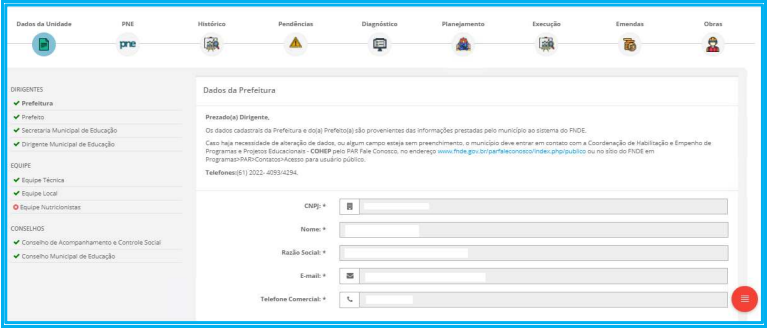 Dados da Unidade PNE Histórico Pendências Diagnóstico Planejamento Execução Emendas Obras
pne
DIRIGENTES
Prefeitura
Prefeito
Secretaria Municipal de Educação
Dirigente Municipal de Educação
EQUIPE
Equipe Técnica
Equipe Local
Equipe Nutricionistas
CONSELHOS
Conselho de Acompanhamento e Controle Social
Conselho Municipal de Educação
Dados da Prefeitura
Prezado(a) Dirigente,
Os dados cadastrais da Prefeitura e do(a) Prefeito(a) são provenientes das informações prestadas pelo município ao sistema do FNDE.
Caso haja necessidade de alteração de dados, ou algum campo esteja sem preenchimento, o município deve entrar em contato com a Coordenação de Habilitação e Empenho de
Programas e Projetos Educacionais - COHEP pelo PAR Fale Conosco, no endereço www.fnde.gov.br/parfaleconosco/index.php/publico ou no sítio do FNDE em
Programas>PAR>Contatos>Acesso para usuário público.
Telefones:(61) 2022- 4093/4294.
CNPJ: *
Nome: *
Razão Social: *
E-mail: *
Telefone Comercial: *